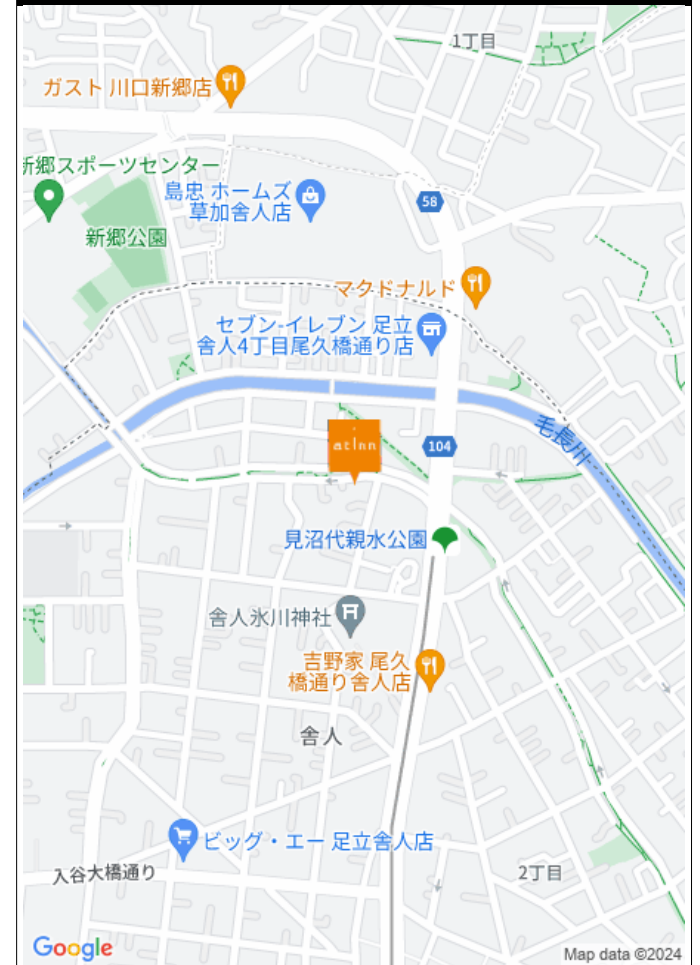 1丁目
ガスト 川口新郷店
新郷スポーツセンター
島忠 ホームズ
草加舎人店
58
新郷公園
マクドナルド
セブン-イレブン 足立
舎人4丁目尾久橋通り店
毛長川
at Inn
104
見沼代親水公園
舎人氷川神社
吉野家 尾久
橋通り舎人店
舎人
ビッグ・エー 足立舎人店
入谷大橋通り
2丁目
Google
Map data ©2024